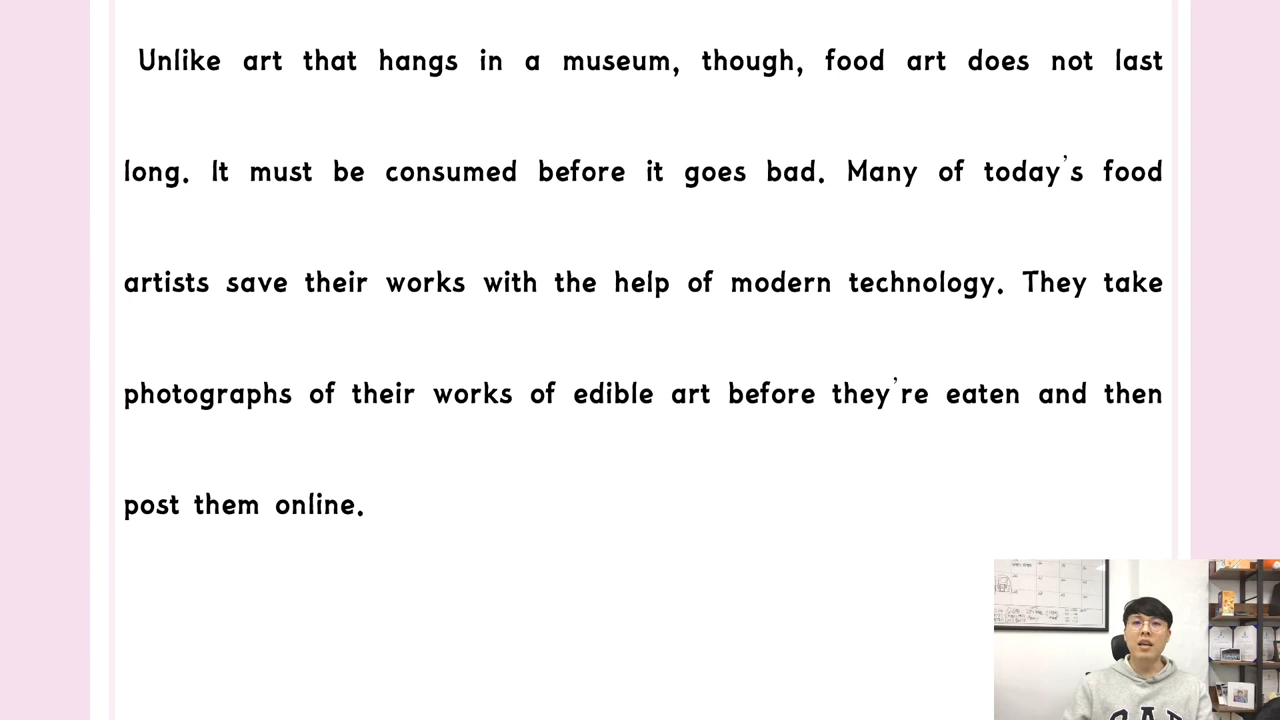 Unlike art that hangs in a museum, though, food art does not last
long. It must be consumed before it goes bad. Many of today's food
artists save their works with the help of modern technology. They take
photographs of their works of edible art before they're eaten and then
post them online.